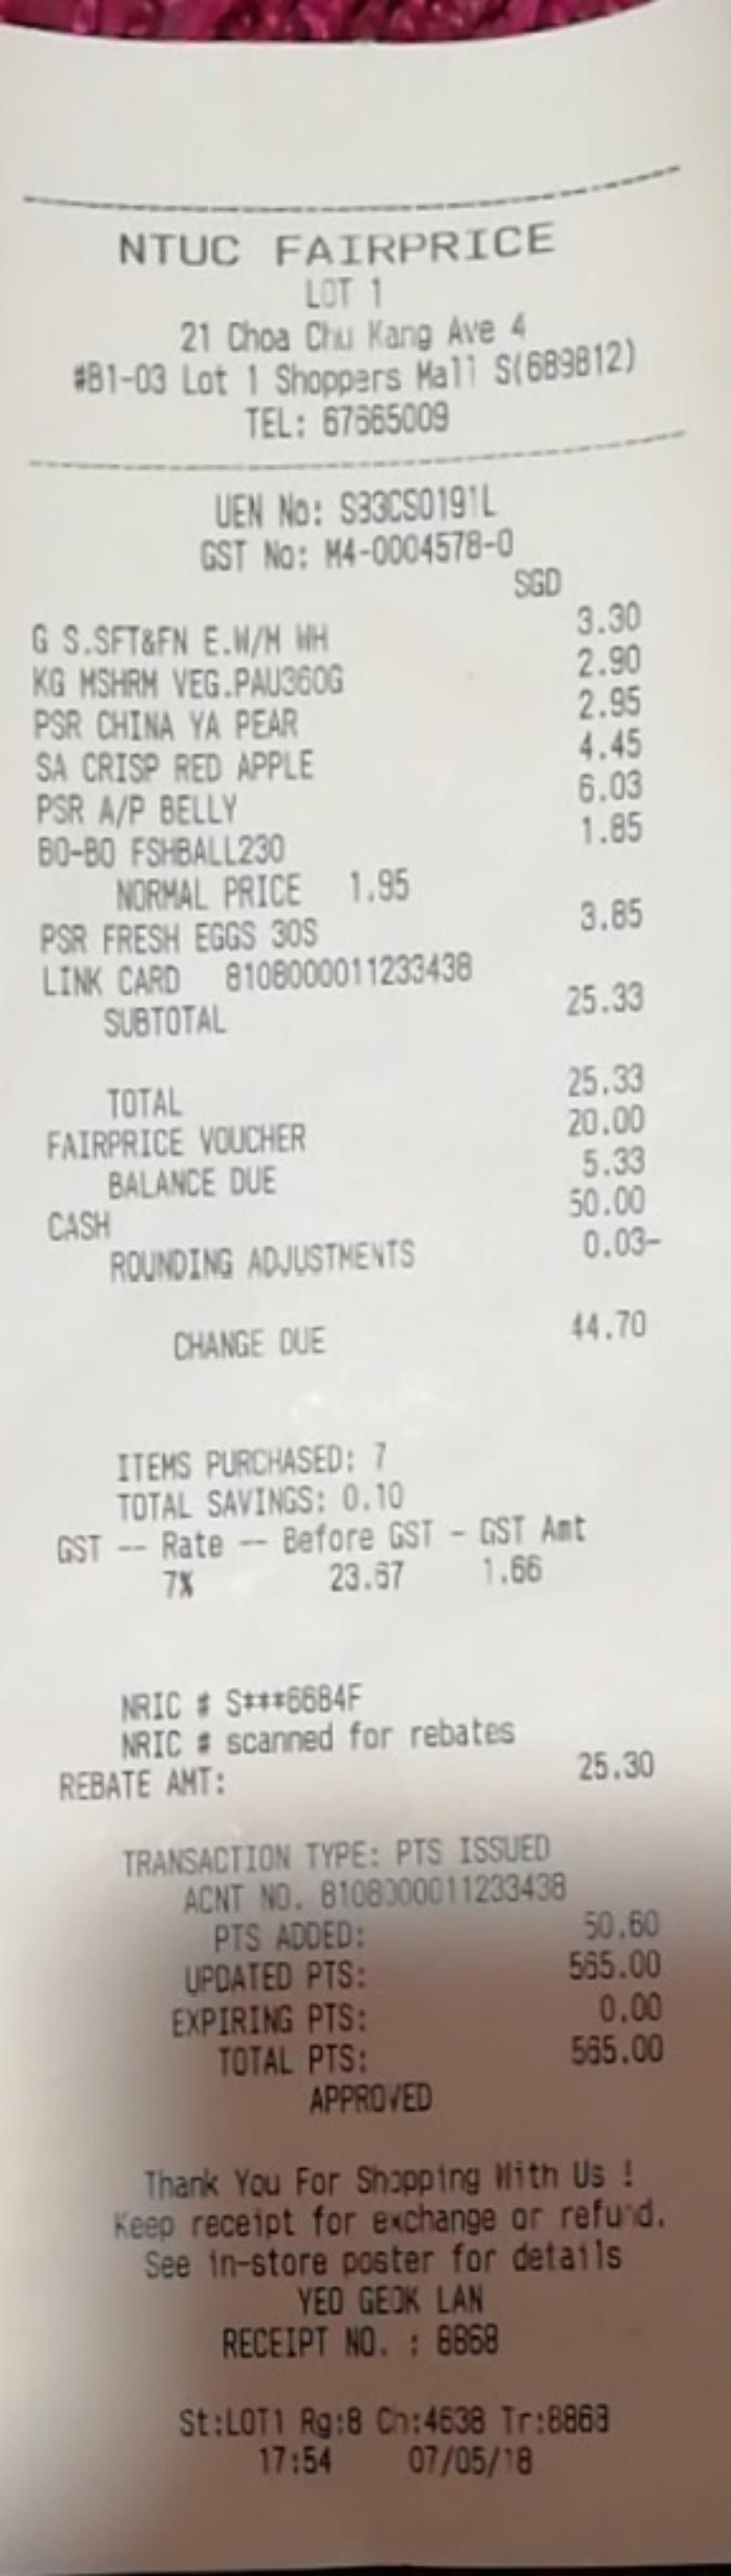 NTUC FAIRPRICE
LOT 1
21 Choa Chu Kang Ave 4
#B1-03 Lot 1 Shoppers Mall S(689812)
TEL: 67665009
UEN No: S83CS0191L
GST No: M4-0004578-0
SGD
G S.SFT&FN E.W/M WH 3.30
KG MSHRM VEG.PAU360G 2.90
PSR CHINA YA PEAR 2.95
SA CRISP RED APPLE 4.45
PSR A/P BELLY 6.03
BO-BO FSHBALL230 1.85
NORMAL PRICE 1.95
PSR FRESH EGGS 30S 3.85
LINK CARD 8108000011233438
SUBTOTAL 25.33
TOTAL 25.33
FAIRPRICE VOUCHER 20.00
BALANCE DUE 5.33
CASH 50.00
ROUNDING ADJUSTMENTS 0.03-
CHANGE DUE 44.70
ITEMS PURCHASED: 7
TOTAL SAVINGS: 0.10
GST -- Rate -- Before GST - GST Amt
7% 23.67 1.66
NRIC # S***6684F
NRIC # scanned for rebates
REBATE AMT: 25.30
TRANSACTION TYPE: PTS ISSUED
ACNT NO. 8108000011233438
PTS ADDED: 50.60
UPDATED PTS: 565.00
EXPIRING PTS: 0.00
TOTAL PTS: 565.00
APPROVED
Thank You For Shopping With Us !
Keep receipt for exchange or refund.
See in-store poster for details
YEO GEOK LAN
RECEIPT NO. : 8868
St:LOT1 Rg:8 Ch:4638 Tr:8868
17:54 07/05/18